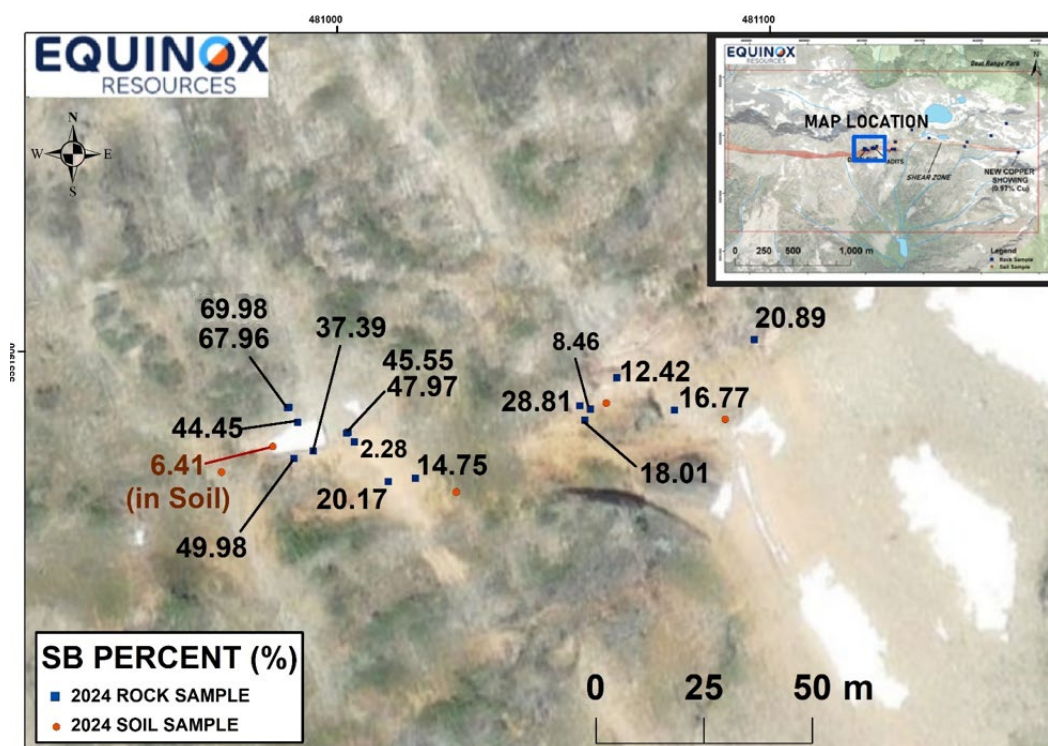 481000
481100
EQUINOX
RESOURCES
N
W
E
S
EQUINOX
RESOURCES
MAP LOCATION
SHEAR ZONE
ADITS
NEW COPPER
SHOWING
0 250 500 1,000 m
Legend
Rock Sample
Soil Sample
69.98
67.96
37.39
45.55
47.97
44.45
2.28
6.41
(in Soil)
49.98
20.17
14.75
28.81
8.46
12.42
16.77
18.01
20.89
SB PERCENT (%)
2024 ROCK SAMPLE
2024 SOIL SAMPLE
0 25 50 m